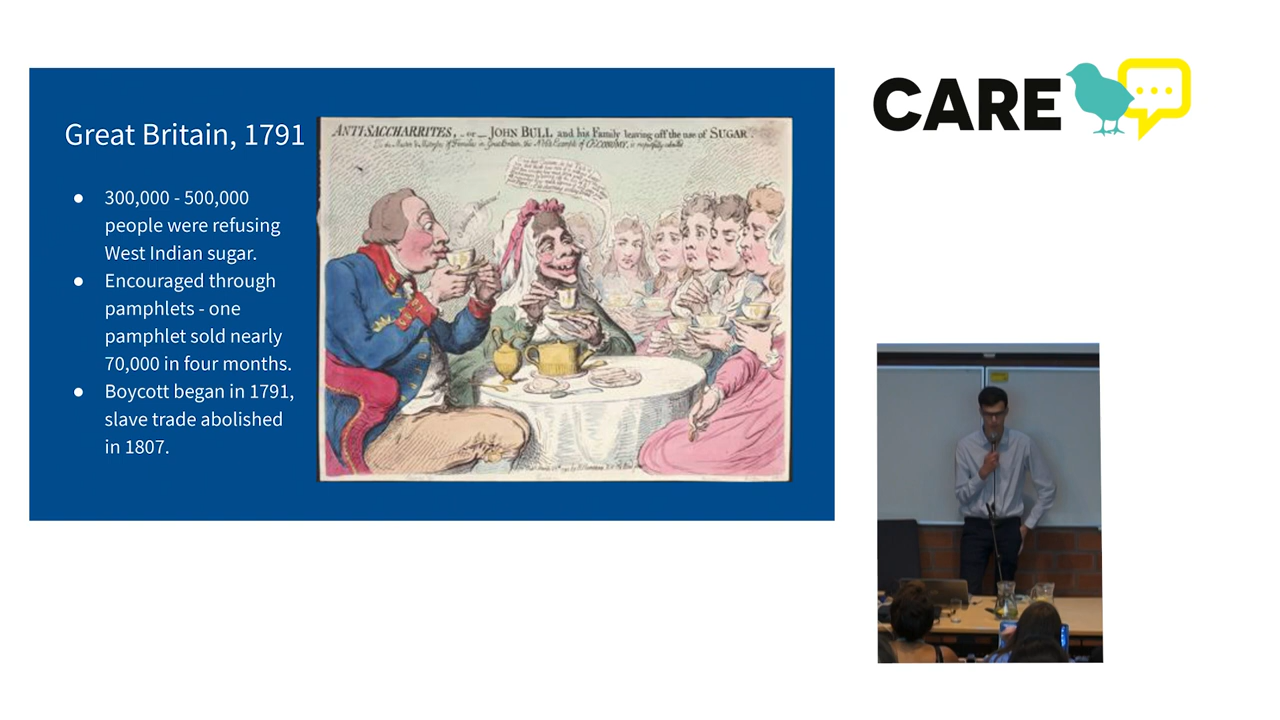 CARE
Great Britain, 1791
● 300,000 - 500,000
people were refusing
West Indian sugar.
● Encouraged through
pamphlets - one
pamphlet sold nearly
70,000 in four months.
● Boycott began in 1791,
slave trade abolished
in 1807.
ANTI-SACCHARRITES, _ or _ JOHN BULL and his Family leaving off the use of SUGAR.